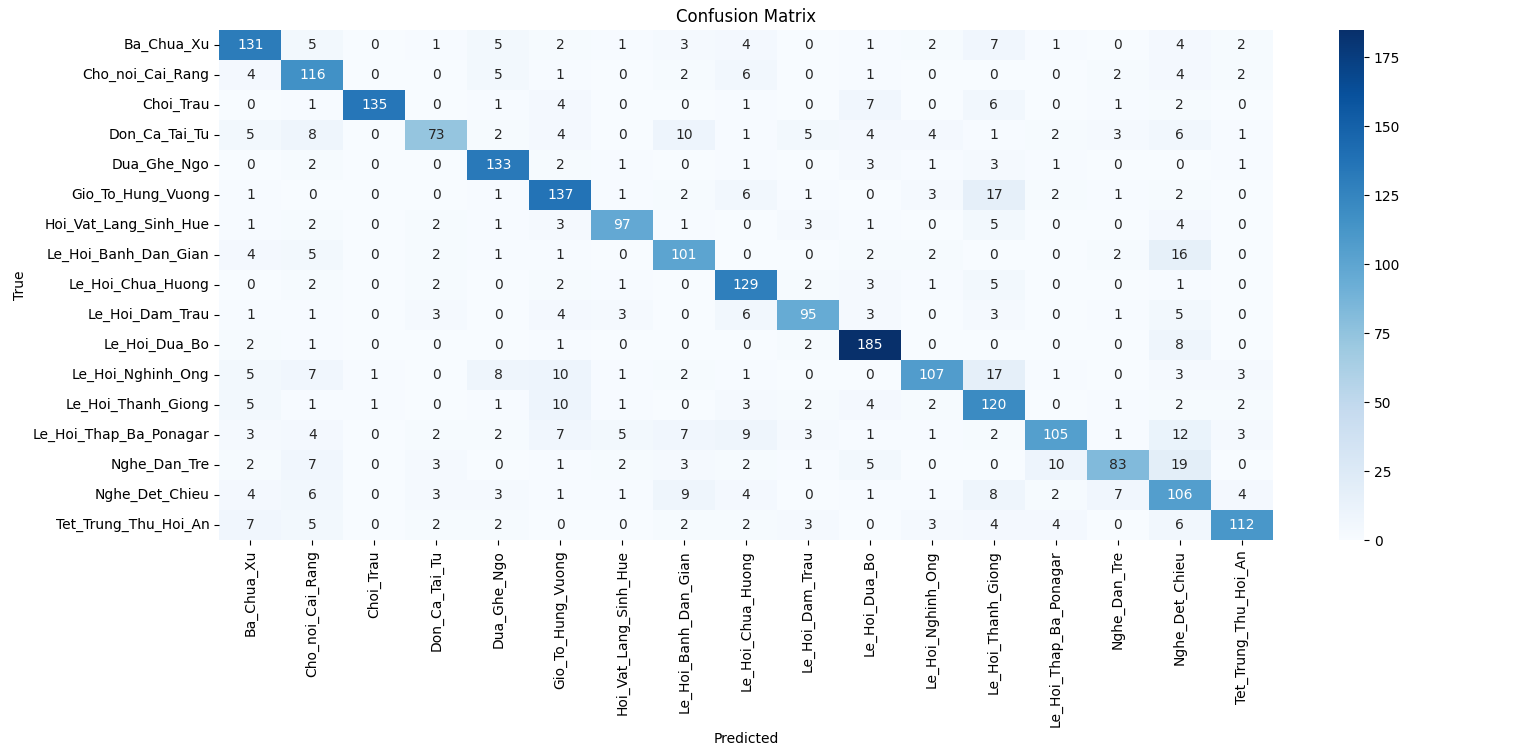 Confusion Matrix
Ba_Chua_Xu 131 5 0 1 5 2 1 3 4 0 1 2 7 1 0 4 2
Cho_noi_Cai_Rang 4 116 0 0 5 1 0 2 6 0 1 0 0 0 2 4 2
Choi_Trau 0 1 135 0 1 4 0 0 1 0 7 0 6 0 1 2 0
Don_Ca_Tai_Tu 5 8 0 73 2 4 0 10 1 5 4 4 1 2 3 6 1
Dua_Ghe_Ngo 0 2 0 0 133 2 1 0 1 0 3 1 3 1 0 0 1
Gio_To_Hung_Vuong 1 0 0 0 1 137 1 2 6 1 0 3 17 2 1 2 0
Hoi_Vat_Lang_Sinh_Hue 1 2 0 2 1 3 97 1 0 3 1 0 5 0 0 4 0
Le_Hoi_Banh_Dan_Gian 4 5 0 2 1 1 0 101 0 0 2 2 0 0 2 16 0
Le_Hoi_Chua_Huong 0 2 0 2 0 2 1 0 129 2 3 1 5 0 0 1 0
Le_Hoi_Dam_Trau 1 1 0 3 0 4 3 0 6 95 3 0 3 0 1 5 0
Le_Hoi_Dua_Bo 2 1 0 0 0 1 0 0 0 2 185 0 0 0 0 8 0
Le_Hoi_Nghinh_Ong 5 7 1 0 8 10 1 2 1 0 0 107 17 1 0 3 3
Le_Hoi_Thanh_Giong 5 1 1 0 1 10 1 0 3 2 4 2 120 0 1 2 2
Le_Hoi_Thap_Ba_Ponagar 3 4 0 2 2 7 5 7 9 3 1 1 2 105 1 12 3
Nghe_Dan_Tre 2 7 0 3 0 1 2 3 2 1 5 0 0 10 83 19 0
Nghe_Det_Chieu 4 6 0 3 3 1 1 9 4 0 1 1 8 2 7 106 4
Tet_Trung_Thu_Hoi_An 7 5 0 2 2 0 0 2 2 3 0 3 4 4 0 6 112
True
Ba_Chua_Xu
Cho_noi_Cai_Rang
Choi_Trau
Don_Ca_Tai_Tu
Dua_Ghe_Ngo
Gio_To_Hung_Vuong
Hoi_Vat_Lang_Sinh_Hue
Le_Hoi_Banh_Dan_Gian
Le_Hoi_Chua_Huong
Le_Hoi_Dam_Trau
Le_Hoi_Dua_Bo
Le_Hoi_Nghinh_Ong
Le_Hoi_Thanh_Giong
Le_Hoi_Thap_Ba_Ponagar
Nghe_Dan_Tre
Nghe_Det_Chieu
Tet_Trung_Thu_Hoi_An
Predicted
175
150
125
100
75
50
25
0